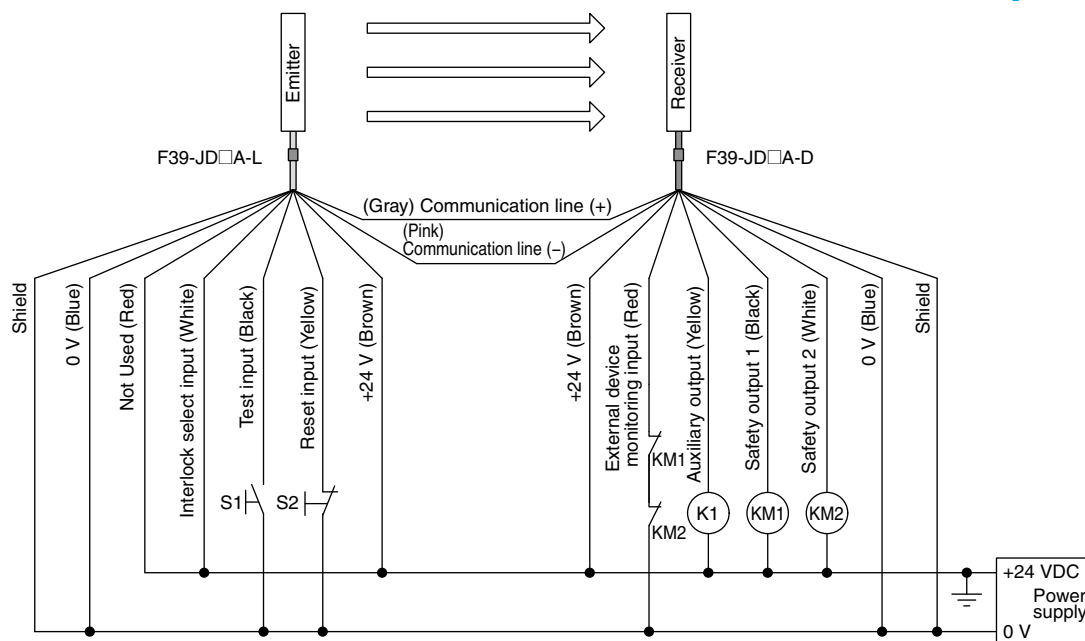 Emitter
Receiver
F39-JD□A-L
F39-JD□A-D
(Gray) Communication line (+)
(Pink)
Communication line (–)
Shield
0 V (Blue)
Not Used (Red)
Interlock select input (White)
Test input (Black)
Reset input (Yellow)
+24 V (Brown)
+24 V (Brown)
External device
monitoring input (Red)
Auxiliary output (Yellow)
Safety output 1 (Black)
Safety output 2 (White)
0 V (Blue)
Shield
S1
S2
KM1
KM2
K1
KM1
KM2
+24 VDC
Power
supply
0 V